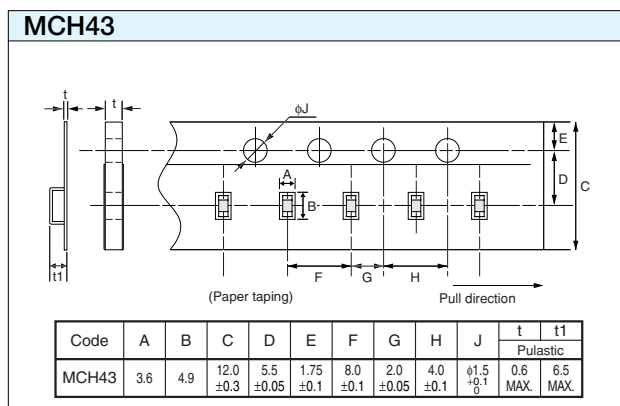 MCH43
t
t
ϕJ
E
A
D
C
B
t1
F
G
H
(Paper taping)
Pull direction
Code A B C D E F G H J t t1
Pulastic
MCH43 3.6 4.9 12.0 ±0.3 5.5 ±0.05 1.75 ±0.1 8.0 ±0.1 2.0 ±0.05 4.0 ±0.1 ϕ1.5 +0.1 0 0.6 MAX. 6.5 MAX.